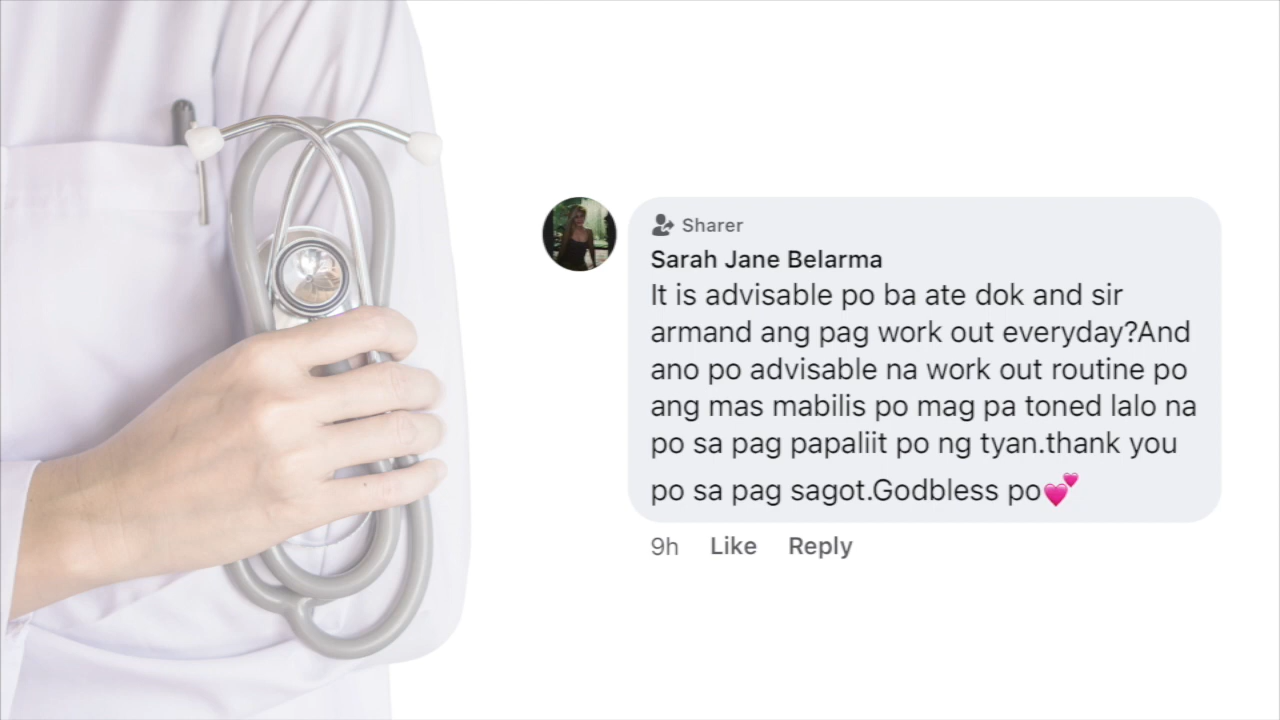 Sharer
Sarah Jane Belarma
It is advisable po ba ate dok and sir
armand ang pag work out everyday?And
ano po advisable na work out routine po
ang mas mabilis po mag pa toned lalo na
po sa pag papaliit po ng tyan.thank you
po sa pag sagot.Godbless po💕
9h Like Reply